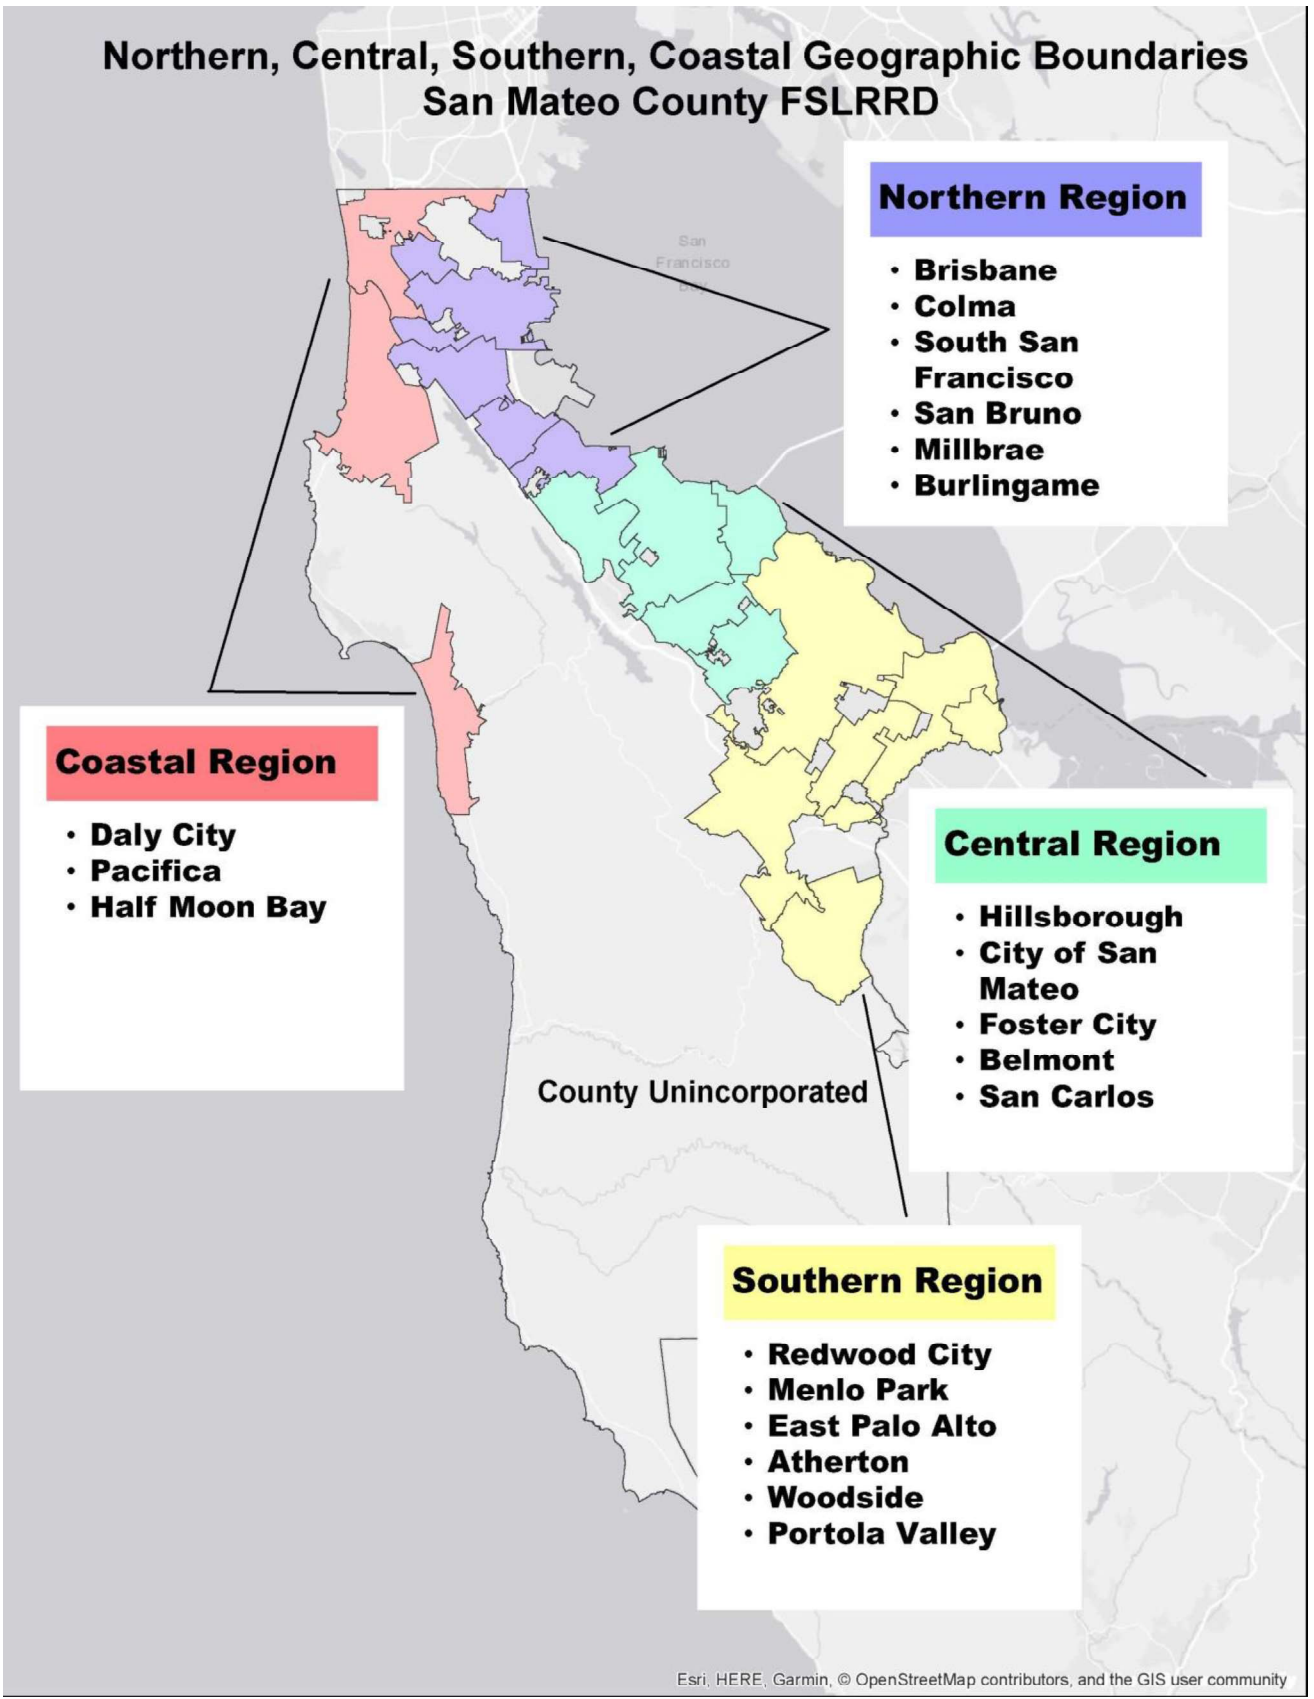 Northern, Central, Southern, Coastal Geographic Boundaries
San Mateo County FSLRRD
Northern Region
• Brisbane
• Colma
• South San
Francisco
• San Bruno
• Millbrae
• Burlingame
San
Francisco
Bay
Coastal Region
• Daly City
• Pacifica
• Half Moon Bay
Central Region
• Hillsborough
• City of San
Mateo
• Foster City
• Belmont
• San Carlos
County Unincorporated
Southern Region
• Redwood City
• Menlo Park
• East Palo Alto
• Atherton
• Woodside
• Portola Valley
Esri, HERE, Garmin, © OpenStreetMap contributors, and the GIS user community